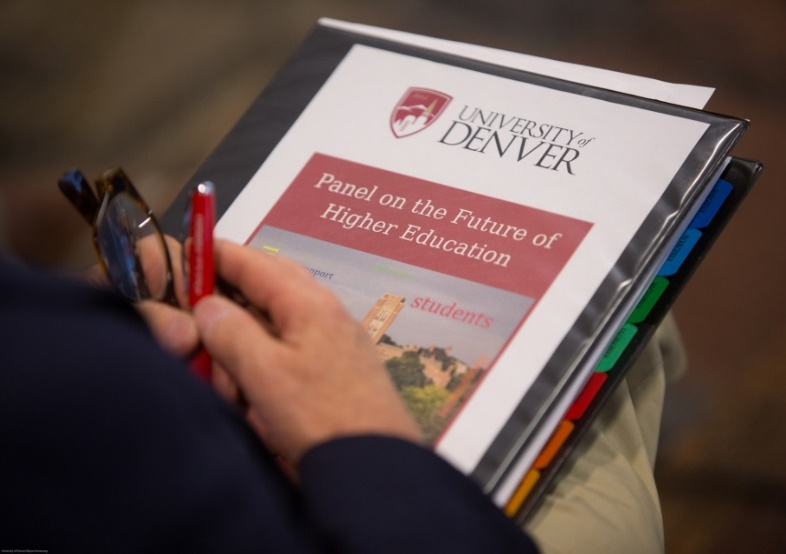 UNIVERSITY of
DENVER
Panel on the Future of
Higher Education
students